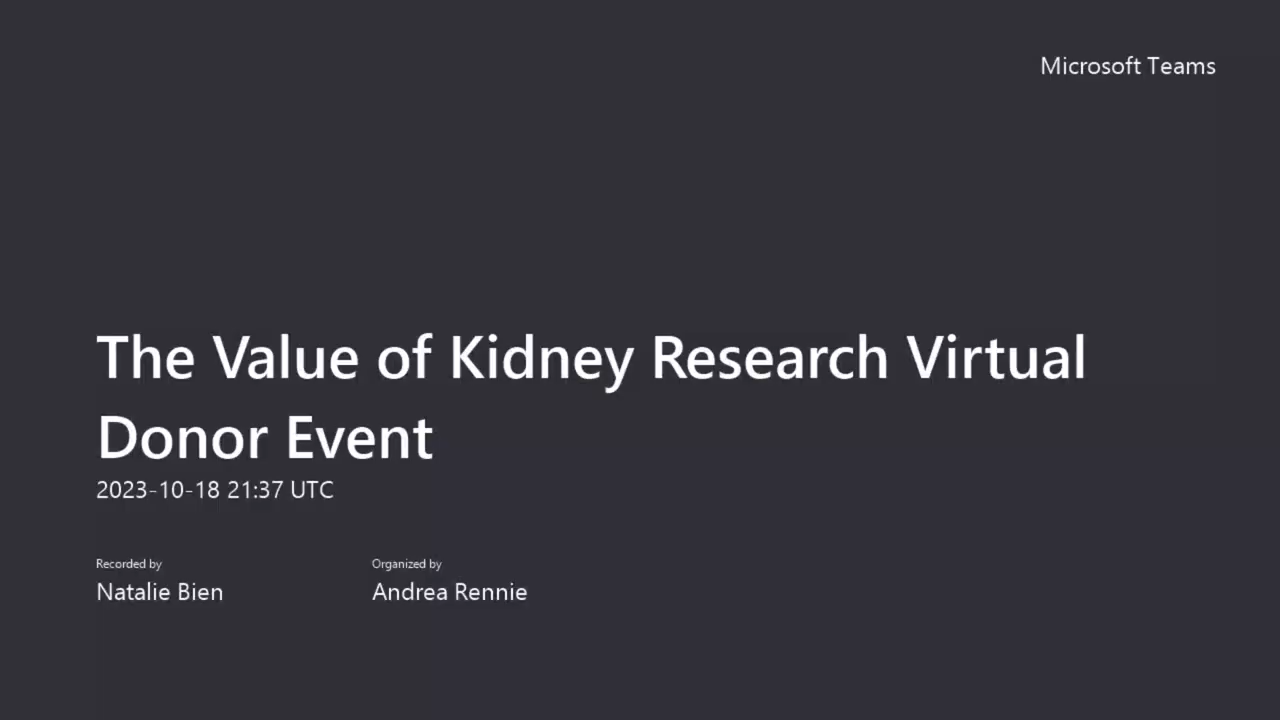 Microsoft Teams
The Value of Kidney Research Virtual
Donor Event
2023-10-18 21:37 UTC
Recorded by
Natalie Bien
Organized by
Andrea Rennie